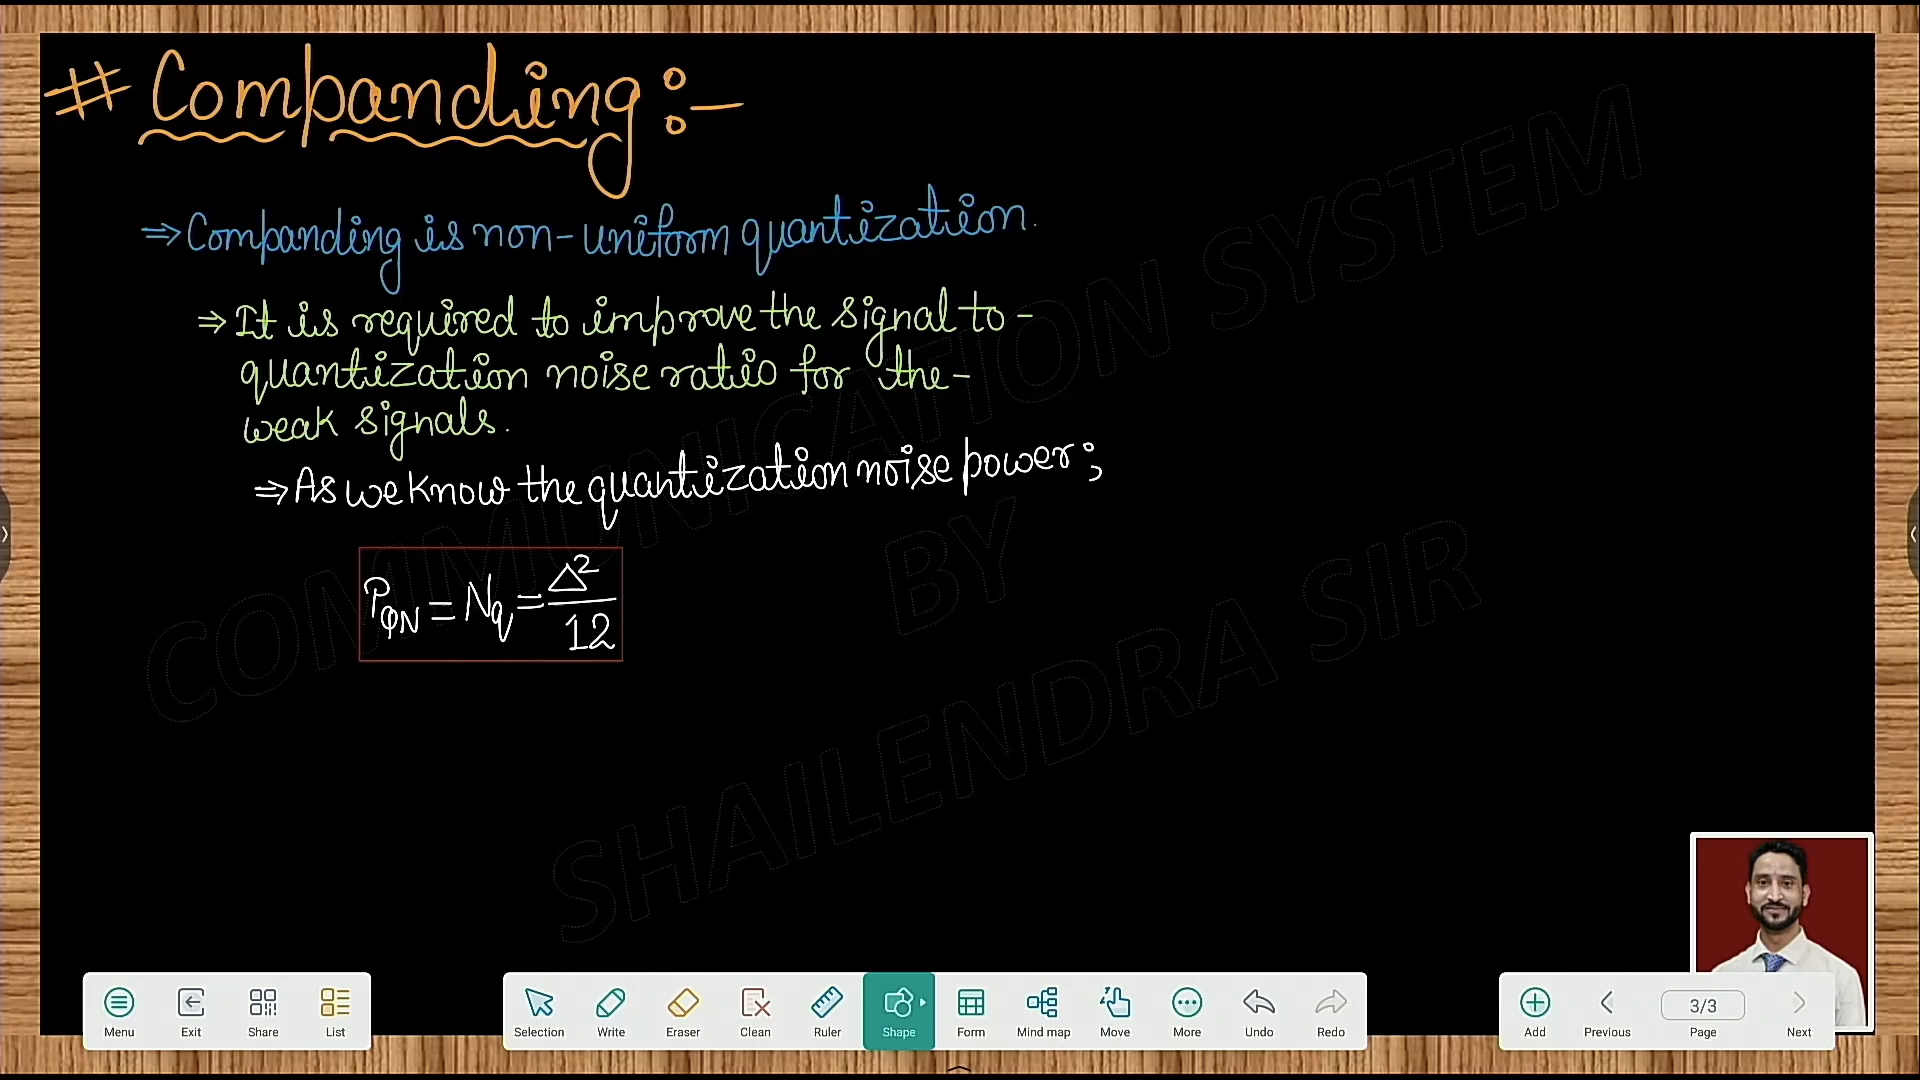 # Companding :-
⇒ Companding is non-uniform quantization.
⇒ It is required to improve the signal to-
quantization noise ratio for the-
weak signals.
⇒ As we know the quantization noise power;
P_QN = Nq = Δ²/12
COMMUNICATION SYSTEM
BY
SHAILENDRA SIR
Menu Exit Share List Selection Write Eraser Clean Ruler Shape Form Mind map Move More Undo Redo Add Previous 3/3 Page Next